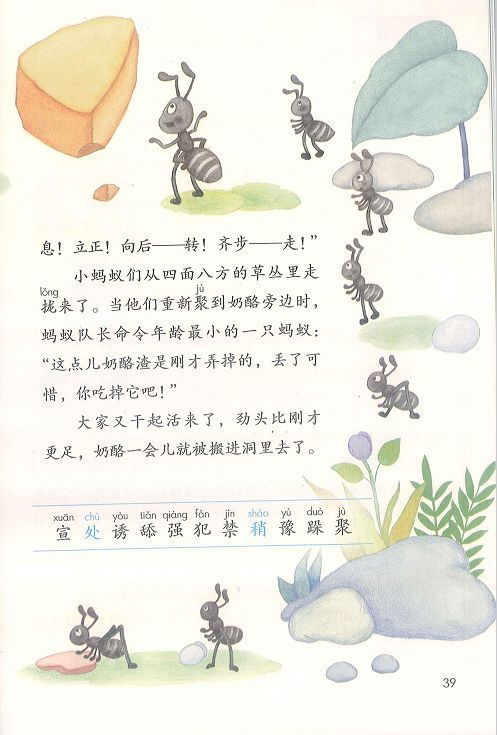 息！立正！向后——转！齐步——走！”
小蚂蚁们从四面八方的草丛里走
lǒng jù
拢来了。当他们重新聚到奶酪旁边时，
蚂蚁队长命令年龄最小的一只蚂蚁：
“这点儿奶酪渣是刚才弄掉的，丢了可
惜，你吃掉它吧！”
大家又干起活来了，劲头比刚才
更足，奶酪一会儿就被搬进洞里去了。
xuān chǔ yòu tiǎn qiǎng fàn jìn shào yù duò jù
宣 处 诱 舔 强 犯 禁 稍 豫 跺 聚
39